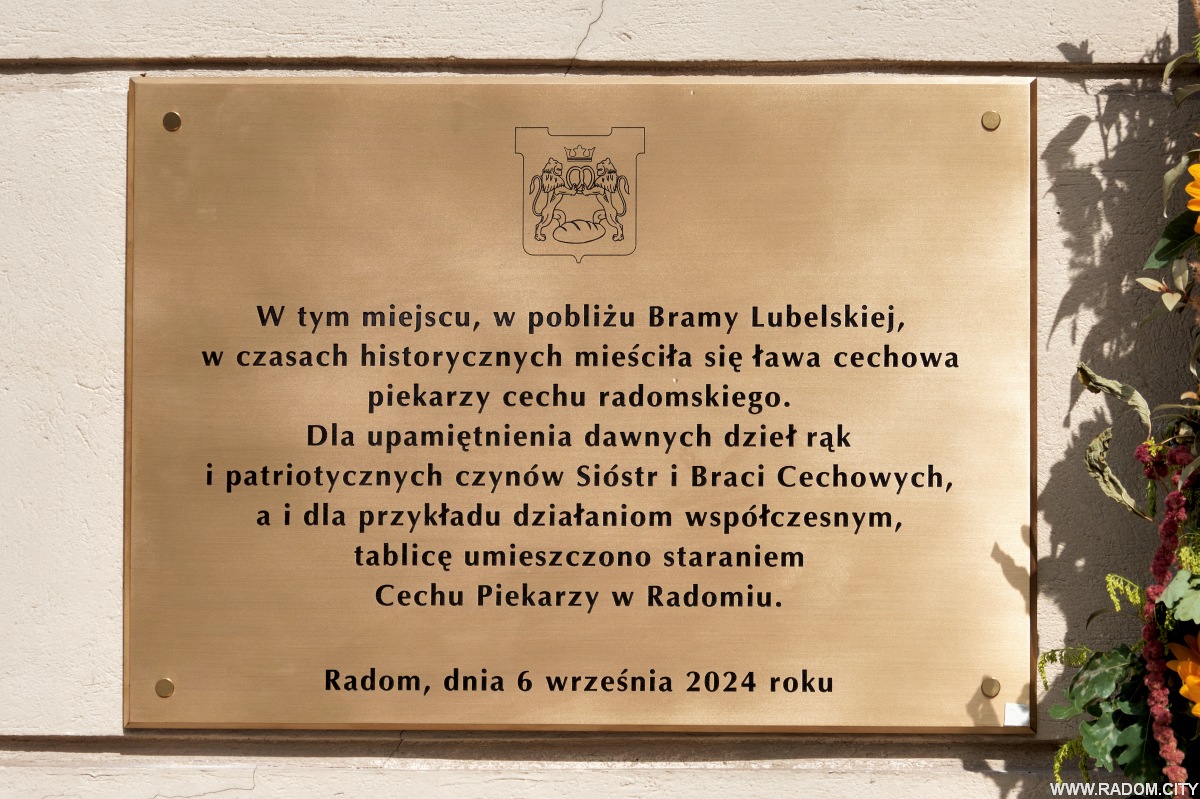 W tym miejscu, w pobliżu Bramy Lubelskiej,
w czasach historycznych mieściła się ława cechowa
piekarzy cechu radomskiego.
Dla upamiętnienia dawnych dzieł rąk
i patriotycznych czynów Sióstr i Braci Cechowych,
a i dla przykładu działaniom współczesnym,
tablicę umieszczono staraniem
Cechu Piekarzy w Radomiu.
Radom, dnia 6 września 2024 roku
WWW.RADOM.CITY